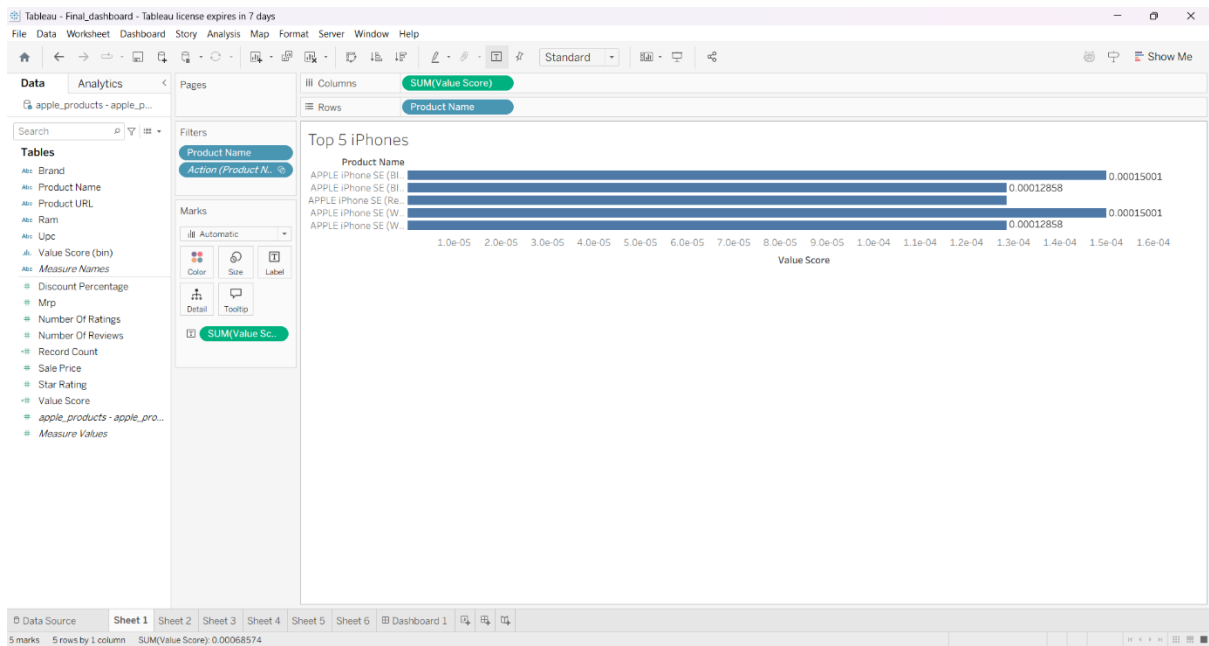 Tableau - Final_dashboard - Tableau license expires in 7 days
File Data Worksheet Dashboard Story Analysis Map Format Server Window Help
Standard
Show Me
Data Analytics
apple_products - apple_p...
Search
Tables
Abc Brand
Abc Product Name
Abc Product URL
Abc Ram
Abc Upc
Value Score (bin)
Abc Measure Names
# Discount Percentage
# Mrp
# Number Of Ratings
# Number Of Reviews
=# Record Count
# Sale Price
# Star Rating
=# Value Score
# apple_products - apple_pro...
# Measure Values
Pages
Filters
Product Name
Action (Product N..
Marks
Automatic
Color Size Label
Detail Tooltip
SUM(Value Sc..
Columns SUM(Value Score)
Rows Product Name
Top 5 iPhones
Product Name
APPLE iPhone SE (Bl.. 0.00015001
APPLE iPhone SE (Bl.. 0.00012858
APPLE iPhone SE (Re..
APPLE iPhone SE (W.. 0.00015001
APPLE iPhone SE (W.. 0.00012858
1.0e-05 2.0e-05 3.0e-05 4.0e-05 5.0e-05 6.0e-05 7.0e-05 8.0e-05 9.0e-05 1.0e-04 1.1e-04 1.2e-04 1.3e-04 1.4e-04 1.5e-04 1.6e-04
Value Score
Data Source Sheet 1 Sheet 2 Sheet 3 Sheet 4 Sheet 5 Sheet 6 Dashboard 1
5 marks 5 rows by 1 column SUM(Value Score): 0.00068574